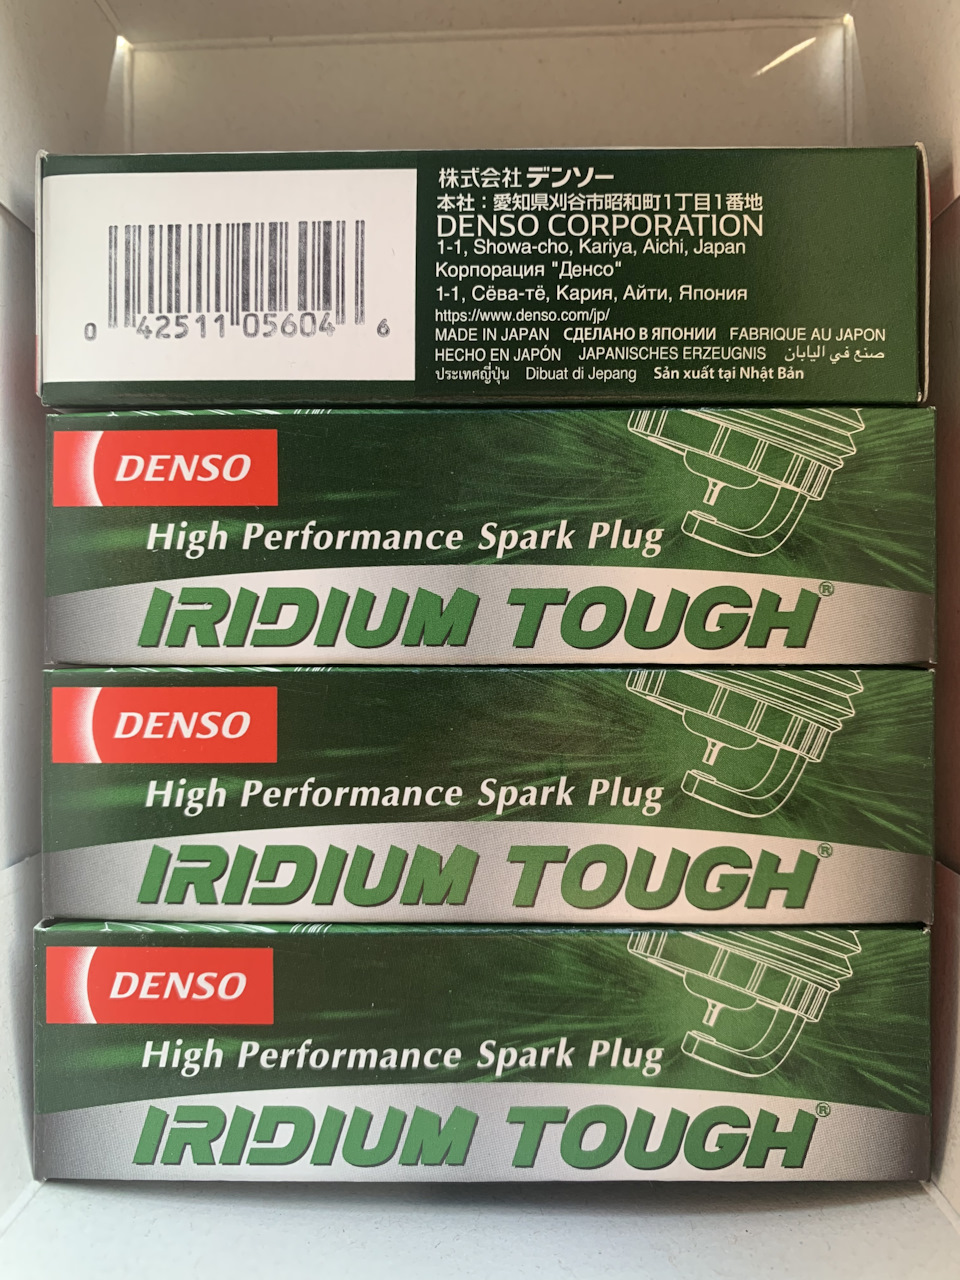 株式会社 デンソー
本社：愛知県刈谷市昭和町1丁目1番地
DENSO CORPORATION
1-1, Showa-cho, Kariya, Aichi, Japan
Корпорация "Денсо"
1-1, Сёва-тё, Кария, Айти, Япония
https://www.denso.com/jp/
MADE IN JAPAN СДЕЛАНО В ЯПОНИИ FABRIQUE AU JAPON
HECHO EN JAPÓN JAPANISCHES ERZEUGNIS صنع في اليابان
ประเทศญี่ปุ่น Dibuat di Jepang Sản xuất tại Nhật Bản
0 42511 05604 6
DENSO
High Performance Spark Plug
IRIDIUM TOUGH®
DENSO
High Performance Spark Plug
IRIDIUM TOUGH®
DENSO
High Performance Spark Plug
IRIDIUM TOUGH®